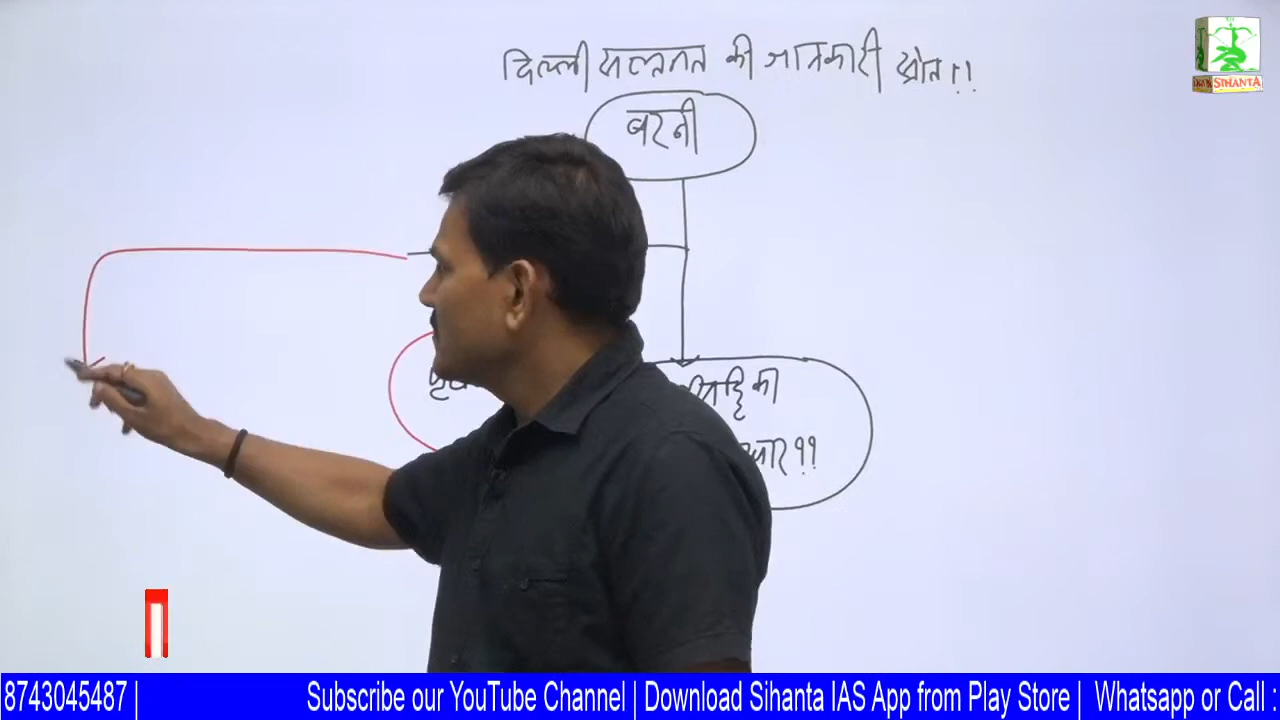 दिल्ली सल्तनत की जानकारी स्रोत !!
बरनी
का
SIHANTA
8743045487 | Subscribe our YouTube Channel | Download Sihanta IAS App from Play Store | Whatsapp or Call :